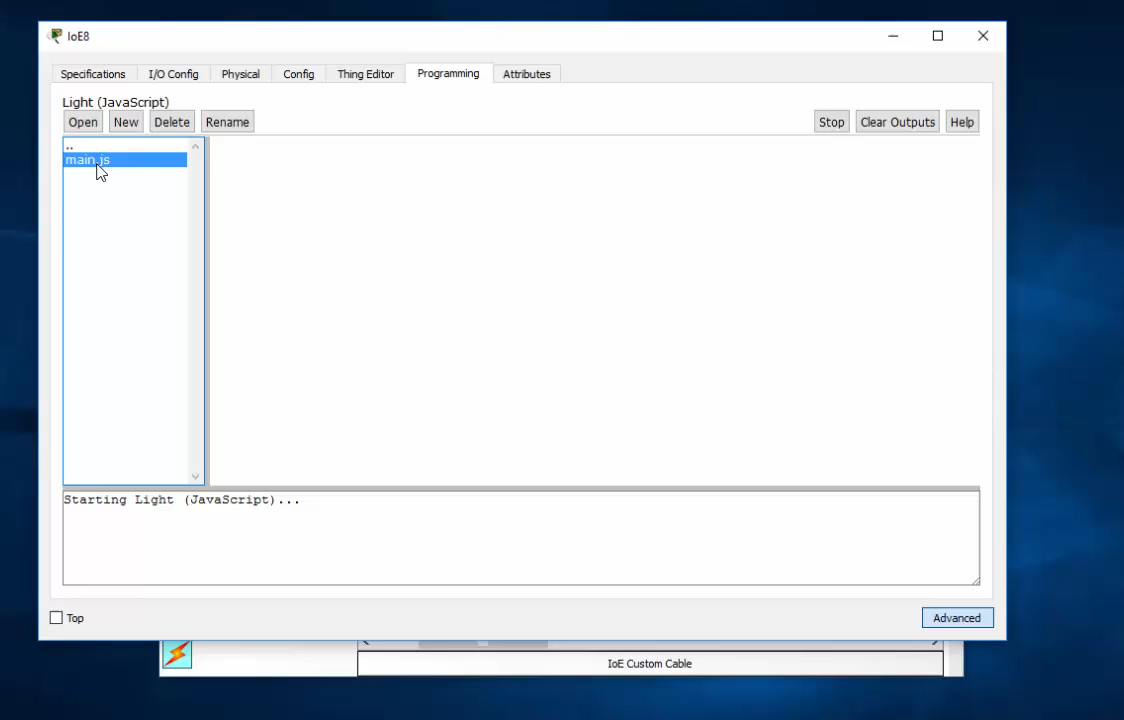 IoE8
Specifications I/O Config Physical Config Thing Editor Programming Attributes
Light (JavaScript)
Open New Delete Rename Stop Clear Outputs Help
..
main.js
Starting Light (JavaScript)...
Top Advanced
IoE Custom Cable